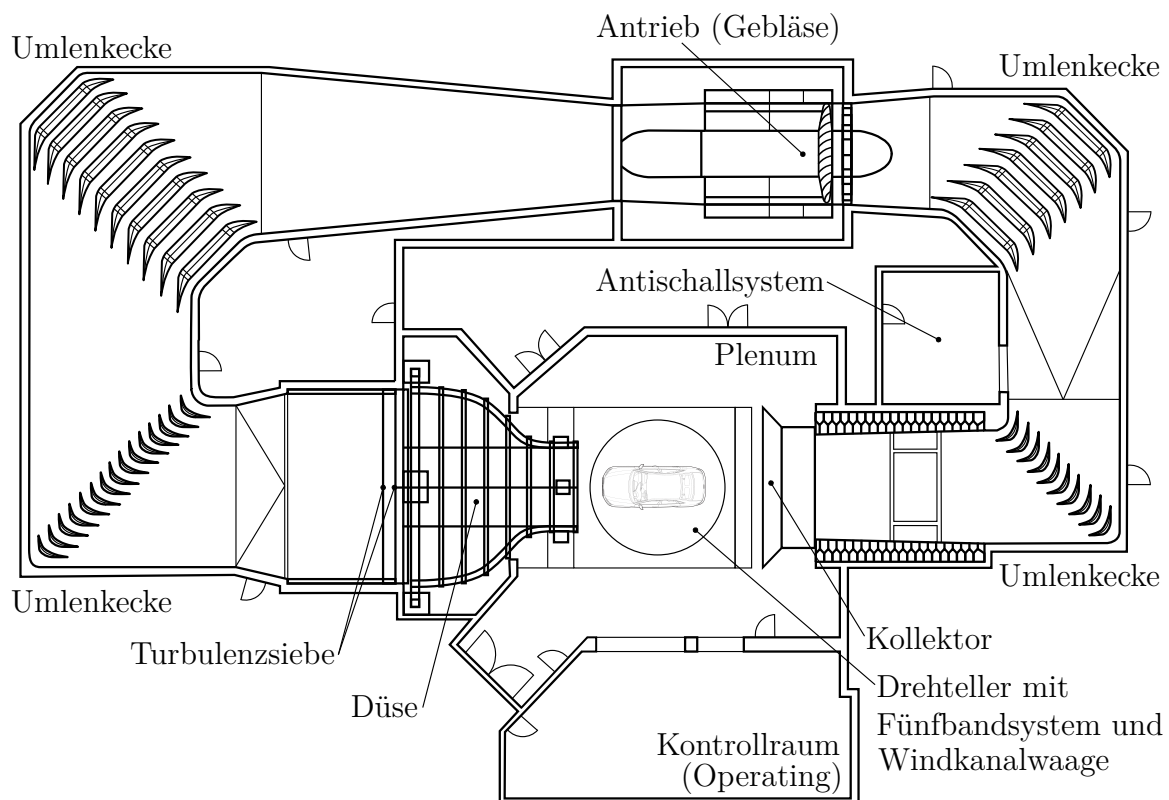 Antrieb (Gebläse)
Umlenkecke
Umlenkecke
Antischallsystem
Plenum
Umlenkecke
Umlenkecke
Turbulenzsiebe
Kollektor
Düse
Drehteller mit
Fünfbandsystem und
Windkanalwaage
Kontrollraum
(Operating)